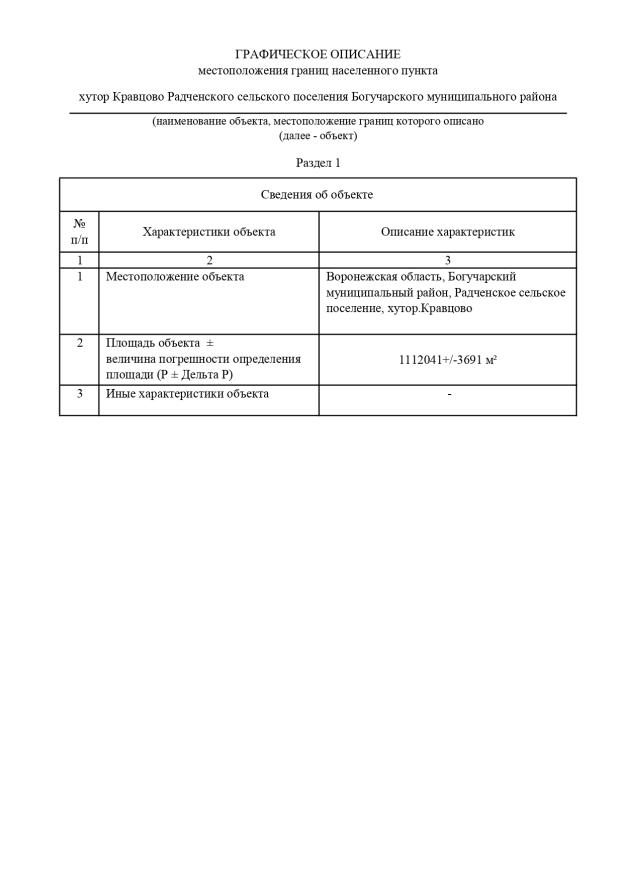 ГРАФИЧЕСКОЕ ОПИСАНИЕ
местоположения границ населенного пункта
хутор Кравцово Радченского сельского поселения Богучарского муниципального района
(наименование объекта, местоположение границ которого описано
(далее - объект)
Раздел 1
Сведения об объекте
№
п/п
Характеристики объекта
Описание характеристик
1
2
3
1
Местоположение объекта
Воронежская область, Богучарский
муниципальный район, Радченское сельское
поселение, хутор.Кравцово
2
Площадь объекта ±
величина погрешности определения
площади (P ± Дельта P)
1112041+/-3691 м²
3
Иные характеристики объекта
-